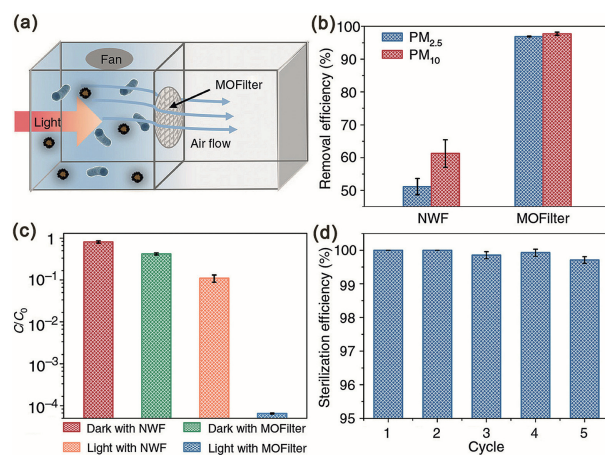 (a)
Fan
MOFilter
Light
Air flow
(b)
PM2.5
PM10
Removal efficiency (%)
100
90
80
70
60
50
NWF MOFilter
(c)
C/C0
1
10−1
10−2
10−3
10−4
Dark with NWF Dark with MOFilter
Light with NWF Light with MOFilter
(d)
Sterilization efficiency (%)
100
99
98
97
96
95
1 2 3 4 5
Cycle